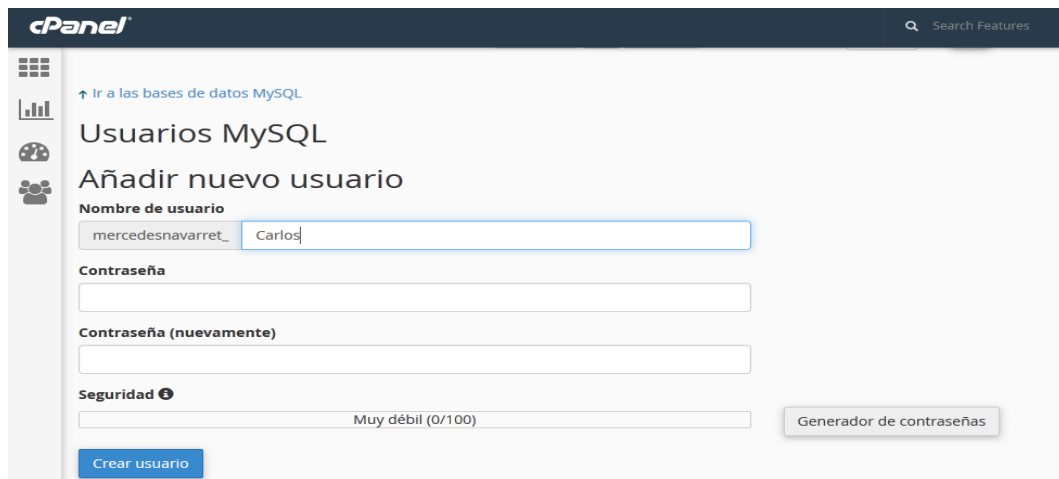 cPanel
Search Features
Ir a las bases de datos MySQL
Usuarios MySQL
Añadir nuevo usuario
Nombre de usuario
mercedesnavarret_ Carlos
Contraseña
Contraseña (nuevamente)
Seguridad
Muy débil (0/100)
Generador de contraseñas
Crear usuario